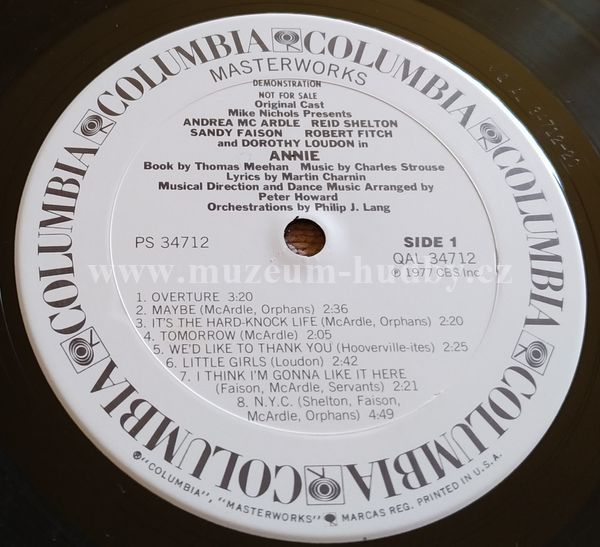 COLUMBIA COLUMBIA COLUMBIA COLUMBIA COLUMBIA COLUMBIA COLUMBIA COLUMBIA
MASTERWORKS
DEMONSTRATION
NOT FOR SALE
Original Cast
Mike Nichols Presents
ANDREA MC ARDLE REID SHELTON
SANDY FAISON ROBERT FITCH
and DOROTHY LOUDON in
ANNIE
Book by Thomas Meehan Music by Charles Strouse
Lyrics by Martin Charnin
Musical Direction and Dance Music Arranged by
Peter Howard
Orchestrations by Philip J. Lang
PS 34712
SIDE 1
QAL 34712
℗ 1977 CBS Inc.
www.muzeum-hudby.cz
1. OVERTURE 3:20
2. MAYBE (McArdle, Orphans) 2:36
3. IT'S THE HARD-KNOCK LIFE (McArdle, Orphans) 2:20
4. TOMORROW (McArdle) 2:05
5. WE'D LIKE TO THANK YOU (Hooverville-ites) 2:25
6. LITTLE GIRLS (Loudon) 2:42
7. I THINK I'M GONNA LIKE IT HERE
(Faison, McArdle, Servants) 2:21
8. N.Y.C. (Shelton, Faison,
McArdle, Orphans) 4:49
®"COLUMBIA", "MASTERWORKS" MARCAS REG. PRINTED IN U.S.A.